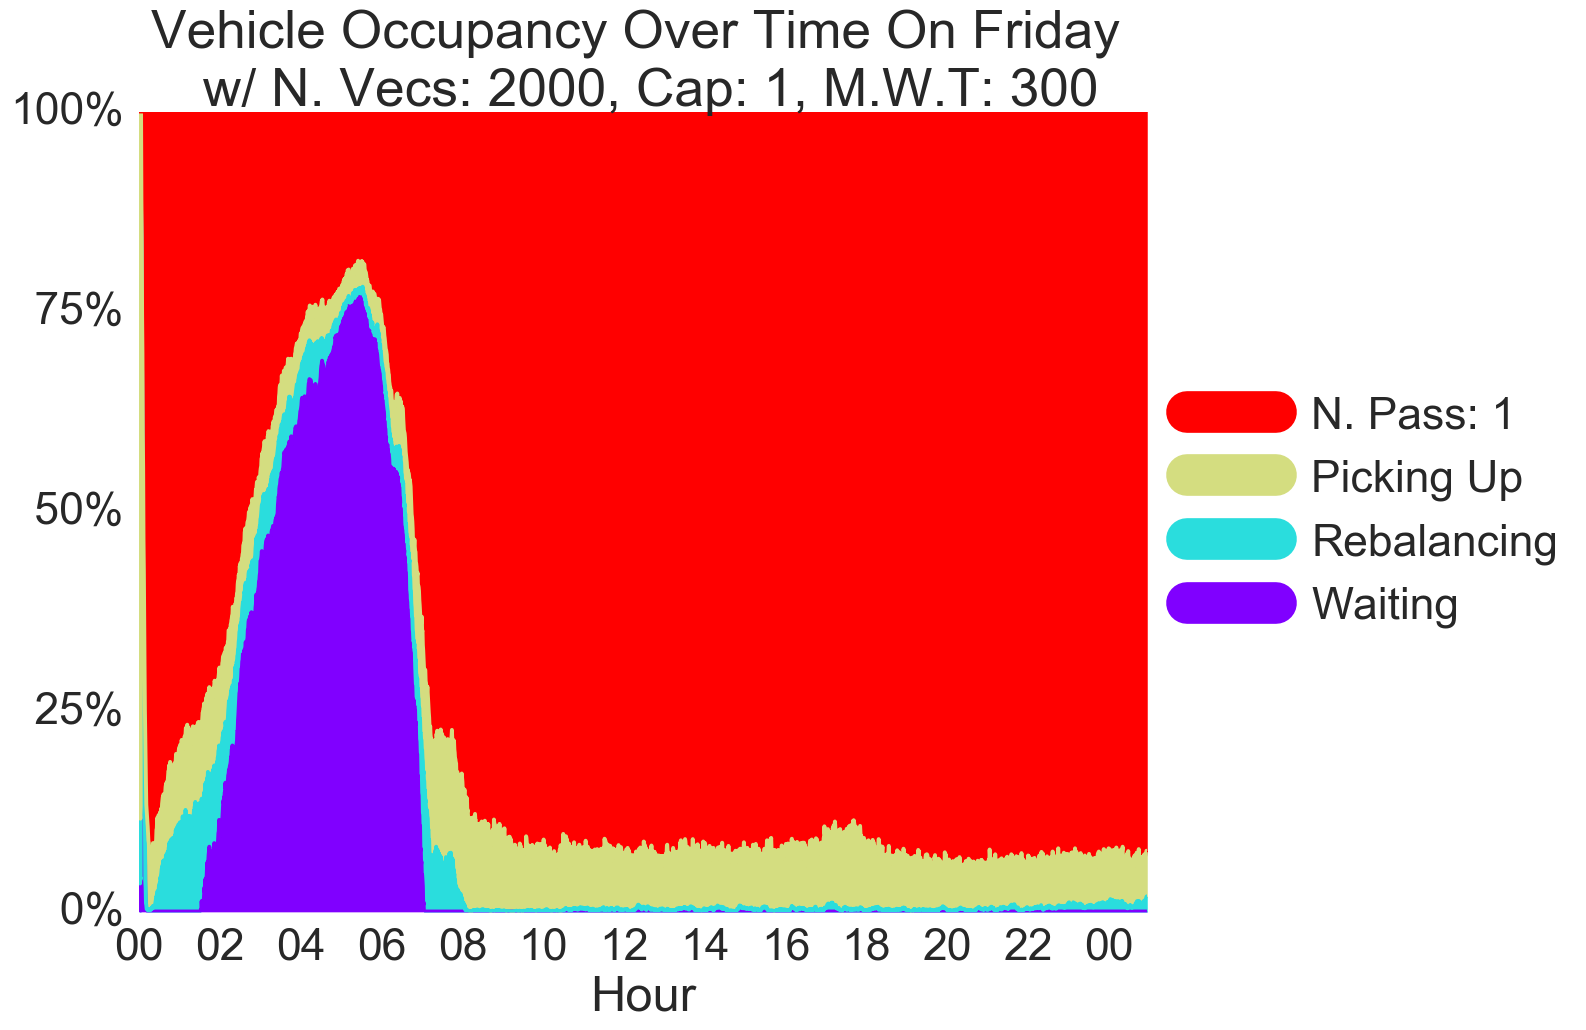 Vehicle Occupancy Over Time On Friday
w/ N. Vecs: 2000, Cap: 1, M.W.T: 300
100%
75%
50%
25%
0%
00 02 04 06 08 10 12 14 16 18 20 22 00
Hour
N. Pass: 1
Picking Up
Rebalancing
Waiting